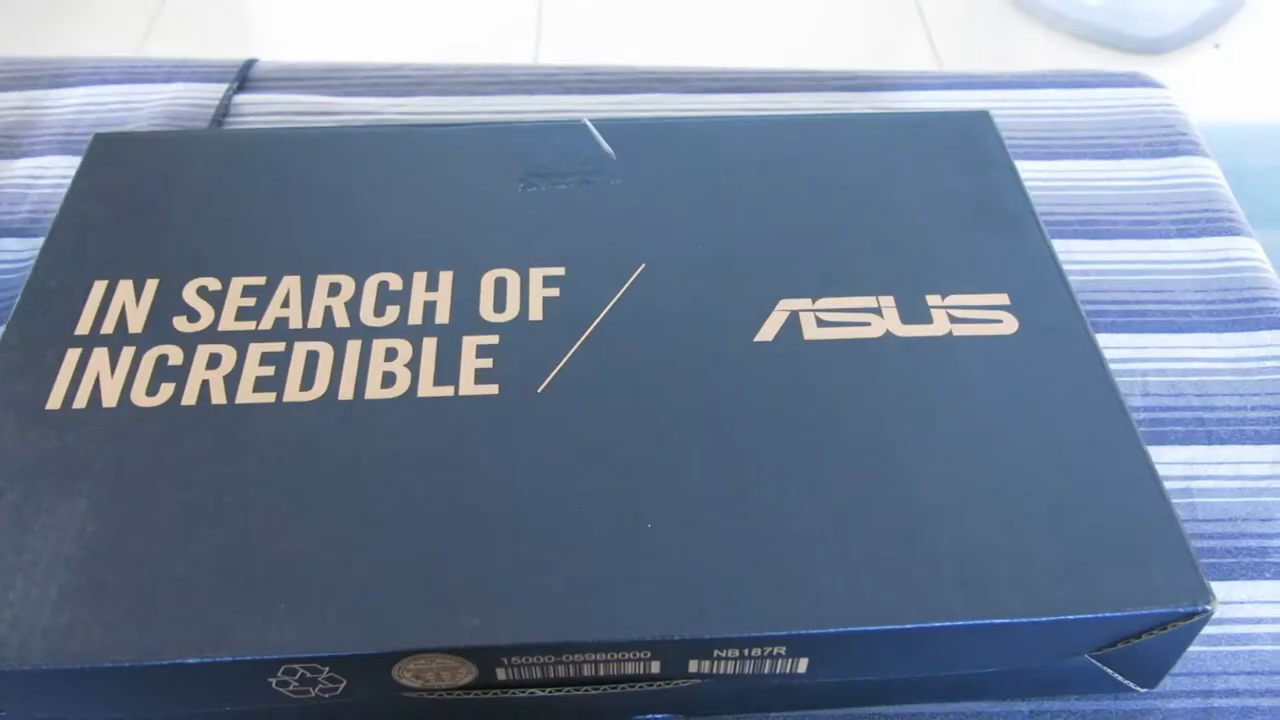 IN SEARCH OF
INCREDIBLE
ASUS
15000-05980000
NB187R